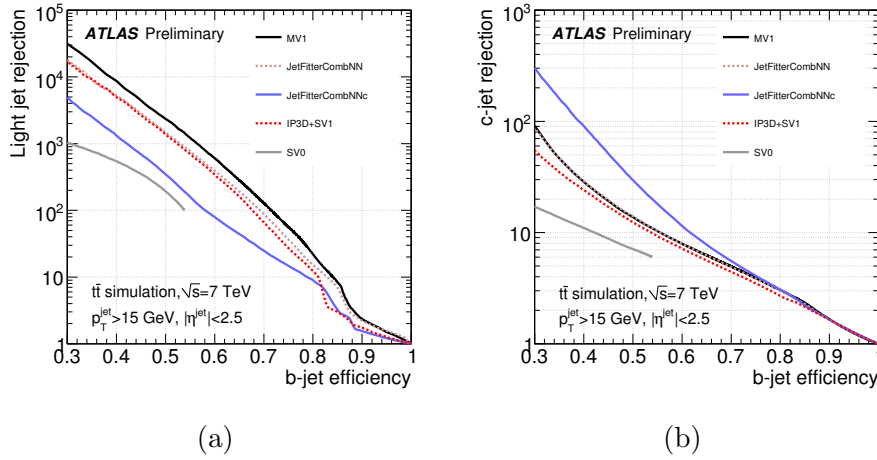 ATLAS Preliminary
MV1
JetFitterCombNN
JetFitterCombNNc
IP3D+SV1
SV0
tt̄ simulation,√s=7 TeV
p_T^jet>15 GeV, |η^jet|<2.5
Light jet rejection
10^5
10^4
10^3
10^2
10
1
0.3 0.4 0.5 0.6 0.7 0.8 0.9 1
b-jet efficiency
(a)
ATLAS Preliminary
MV1
JetFitterCombNN
JetFitterCombNNc
IP3D+SV1
SV0
tt̄ simulation,√s=7 TeV
p_T^jet>15 GeV, |η^jet|<2.5
c-jet rejection
10^3
10^2
10
1
0.3 0.4 0.5 0.6 0.7 0.8 0.9 1
b-jet efficiency
(b)